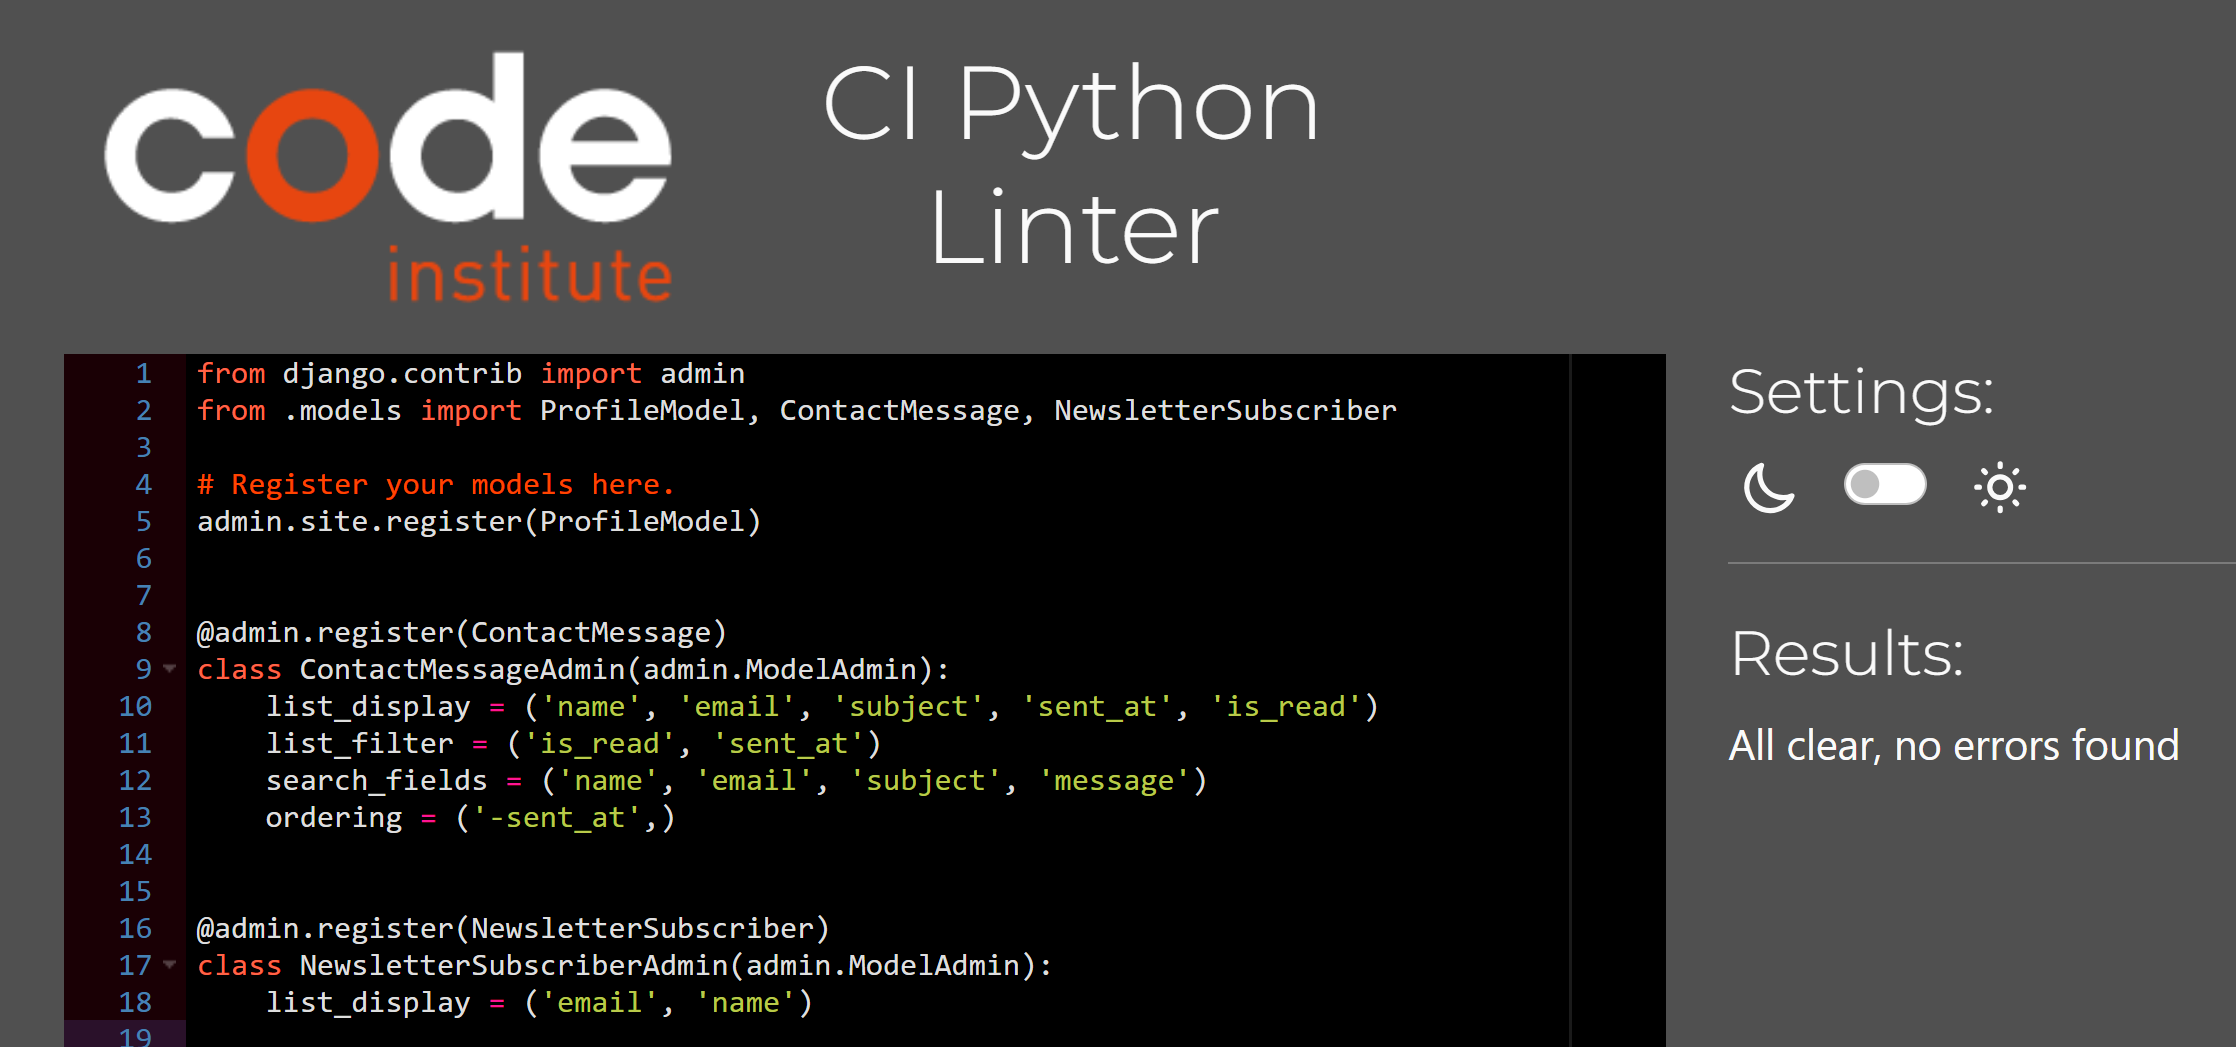 code
institute
CI Python
Linter
1 from django.contrib import admin
2 from .models import ProfileModel, ContactMessage, NewsletterSubscriber
3
4 # Register your models here.
5 admin.site.register(ProfileModel)
6
7
8 @admin.register(ContactMessage)
9 class ContactMessageAdmin(admin.ModelAdmin):
10     list_display = ('name', 'email', 'subject', 'sent_at', 'is_read')
11     list_filter = ('is_read', 'sent_at')
12     search_fields = ('name', 'email', 'subject', 'message')
13     ordering = ('-sent_at',)
14
15
16 @admin.register(NewsletterSubscriber)
17 class NewsletterSubscriberAdmin(admin.ModelAdmin):
18     list_display = ('email', 'name')
19
Settings:
Results:
All clear, no errors found